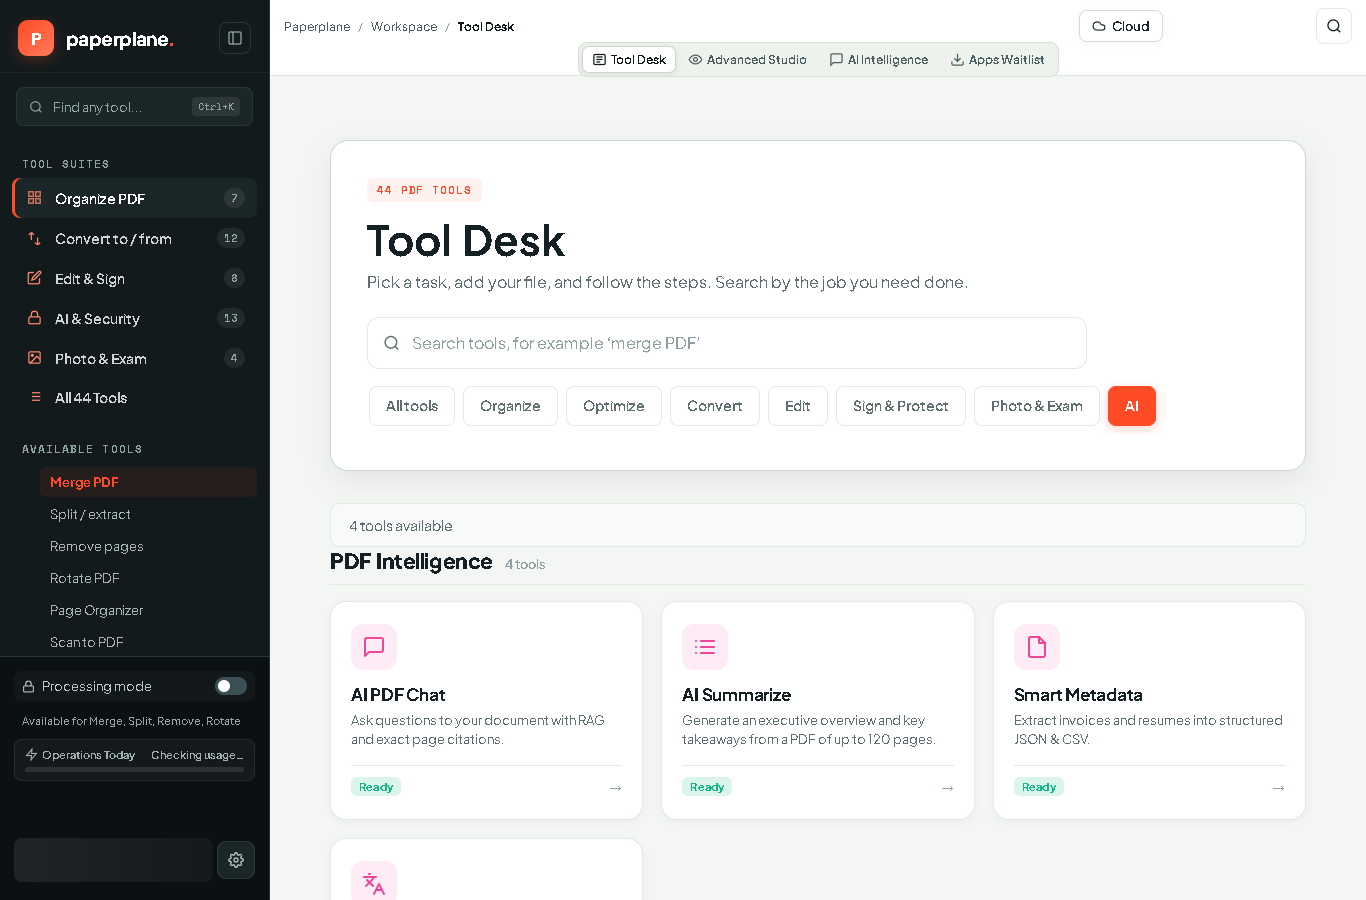 P
paperplane.
Find any tool...
Ctrl+K
TOOL SUITES
Organize PDF 7
Convert to / from 12
Edit & Sign 8
AI & Security 13
Photo & Exam 4
All 44 Tools
AVAILABLE TOOLS
Merge PDF
Split / extract
Remove pages
Rotate PDF
Page Organizer
Scan to PDF
Processing mode
Available for Merge, Split, Remove, Rotate
Operations Today Checking usage...
Paperplane / Workspace / Tool Desk
Cloud
Tool Desk
Advanced Studio
AI Intelligence
Apps Waitlist
44 PDF TOOLS
Tool Desk
Pick a task, add your file, and follow the steps. Search by the job you need done.
Search tools, for example ‘merge PDF’
All tools
Organize
Optimize
Convert
Edit
Sign & Protect
Photo & Exam
AI
4 tools available
PDF Intelligence 4 tools
AI PDF Chat
Ask questions to your document with RAG
and exact page citations.
Ready →
AI Summarize
Generate an executive overview and key
takeaways from a PDF of up to 120 pages.
Ready →
Smart Metadata
Extract invoices and resumes into structured
JSON & CSV.
Ready →